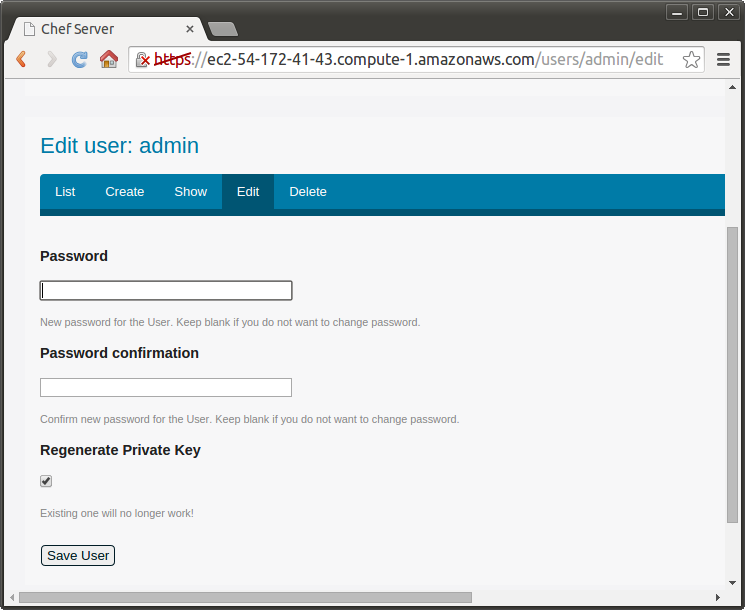 Chef Server
https://ec2-54-172-41-43.compute-1.amazonaws.com/users/admin/edit
Edit user: admin
List Create Show Edit Delete
Password
New password for the User. Keep blank if you do not want to change password.
Password confirmation
Confirm new password for the User. Keep blank if you do not want to change password.
Regenerate Private Key
Existing one will no longer work!
Save User